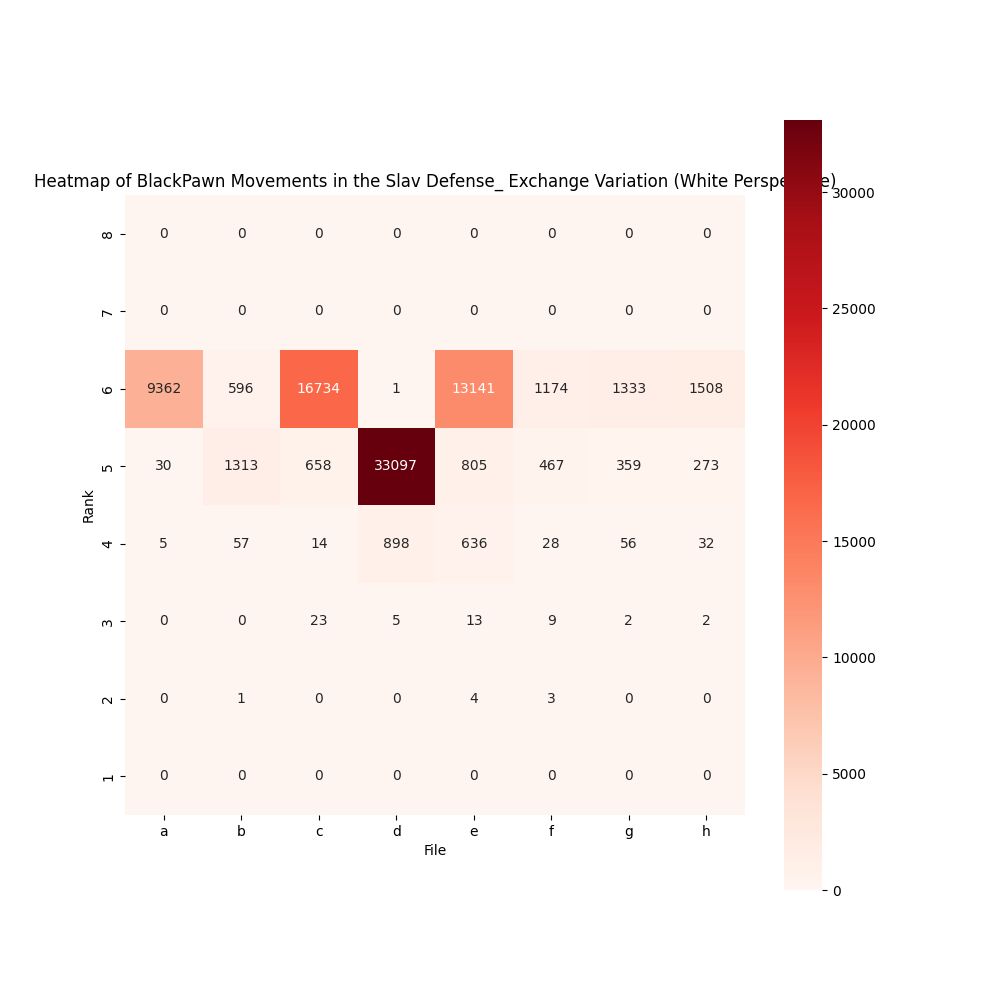 Heatmap of BlackPawn Movements in the Slav Defense_ Exchange Variation (White Perspective)
8 0 0 0 0 0 0 0 0
7 0 0 0 0 0 0 0 0
6 9362 596 16734 1 13141 1174 1333 1508
5 30 1313 658 33097 805 467 359 273
4 5 57 14 898 636 28 56 32
3 0 0 23 5 13 9 2 2
2 0 1 0 0 4 3 0 0
1 0 0 0 0 0 0 0 0
a b c d e f g h
File
Rank
30000
25000
20000
15000
10000
5000
0